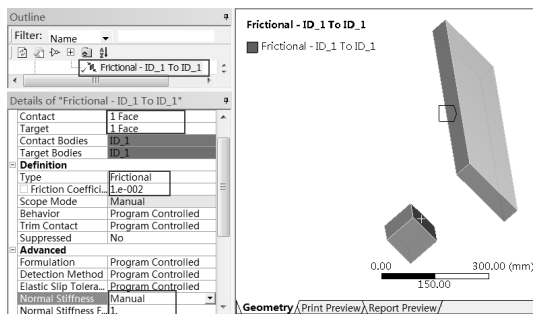 Outline
Filter: Name
Frictional - ID_1 To ID_1
Details of "Frictional - ID_1 To ID_1"
Contact 1 Face
Target 1 Face
Contact Bodies ID_1
Target Bodies ID_1
Definition
Type Frictional
Friction Coeffici... 1.e-002
Scope Mode Manual
Behavior Program Controlled
Trim Contact Program Controlled
Suppressed No
Advanced
Formulation Program Controlled
Detection Method Program Controlled
Elastic Slip Tolera... Program Controlled
Normal Stiffness Manual
Normal Stiffness F... 1.
Frictional - ID_1 To ID_1
Frictional - ID_1 To ID_1
0.00 300.00 (mm)
150.00
Geometry Print Preview Report Preview